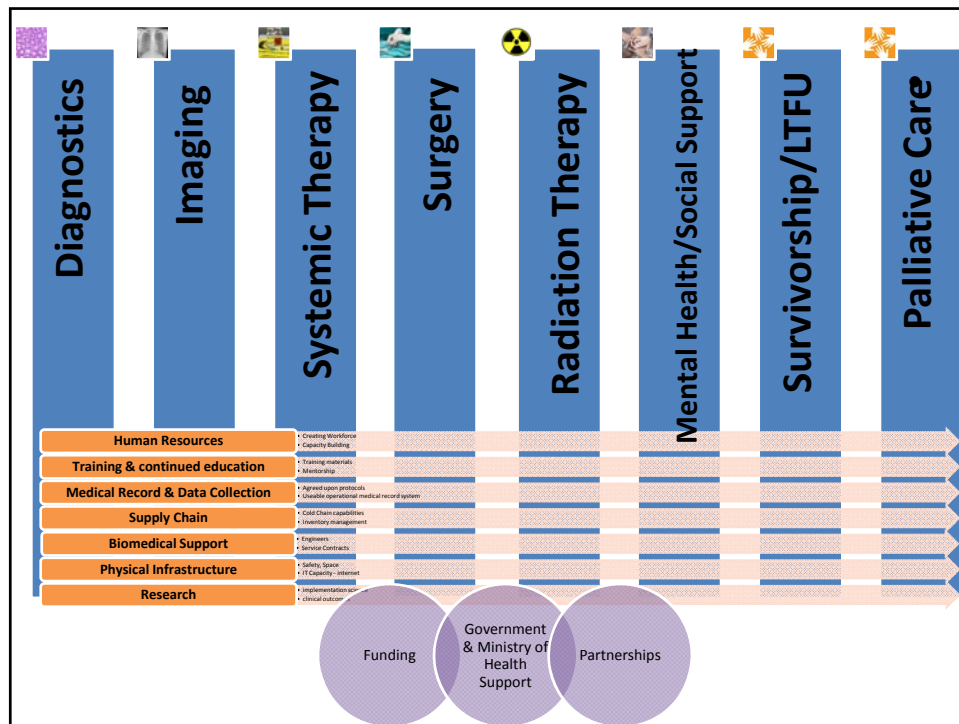 Diagnostics
Imaging
Systemic Therapy
Surgery
Radiation Therapy
Mental Health/Social Support
Survivorship/LTFU
Palliative Care
Human Resources
• Creating Workforce
• Capacity Building
Training & continued education
• Training materials
• Mentorship
Medical Record & Data Collection
• Agreed upon protocols
• Useable operational medical record system
Supply Chain
• Cold Chain capabilities
• Inventory management
Biomedical Support
• Engineers
• Service Contracts
Physical Infrastructure
• Safety, Space
• IT Capacity - internet
Research
• Implementation
• clinical
Funding
Government
& Ministry of
Health
Support
Partnerships